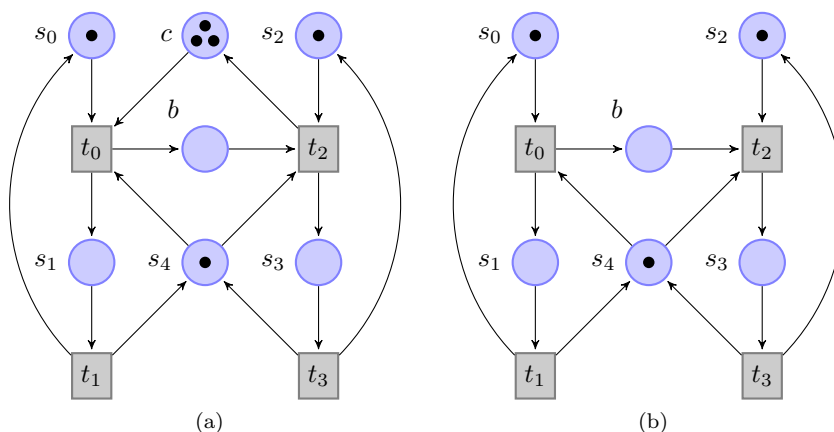 s₀ c s₂ s₀ s₂
b b
t₀ t₂ t₀ t₂
s₁ s₄ s₃ s₁ s₄ s₃
t₁ t₃ t₁ t₃
(a) (b)